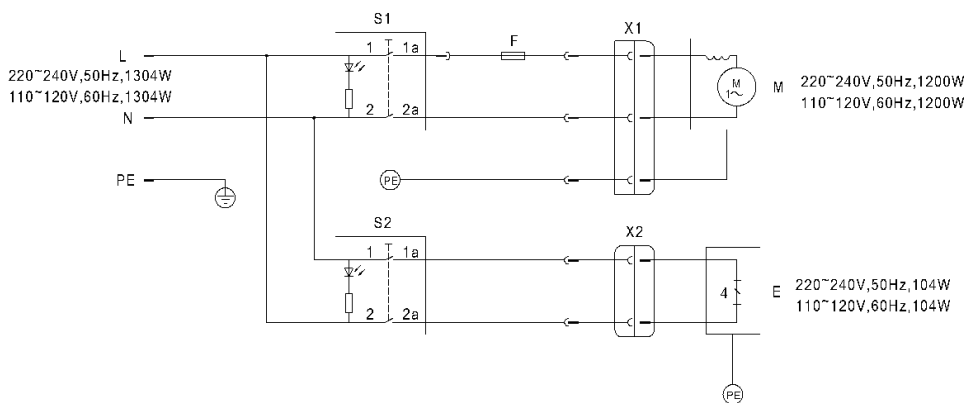 S1
F
X1
L
1
1a
220~240V,50Hz,1304W
110~120V,60Hz,1304W
M
1~
M
220~240V,50Hz,1200W
110~120V,60Hz,1200W
N
2
2a
PE
PE
S2
X2
1
1a
4
E
220~240V,50Hz,104W
110~120V,60Hz,104W
2
2a
PE